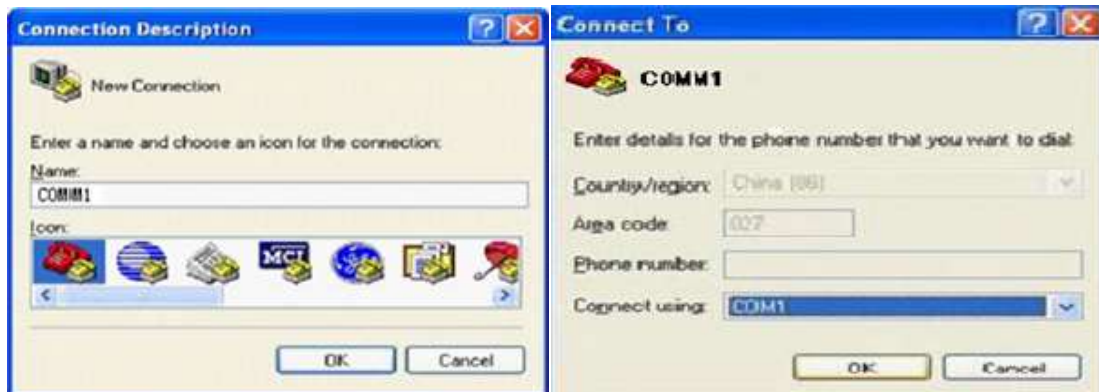 Connection Description
New Connection
Enter a name and choose an icon for the connection:
Name:
COMM1
Icon:
MCI
OK Cancel
Connect To
COMM1
Enter details for the phone number that you want to dial:
Country/region: China (86)
Area code: 027
Phone number:
Connect using: COM1
OK Cancel